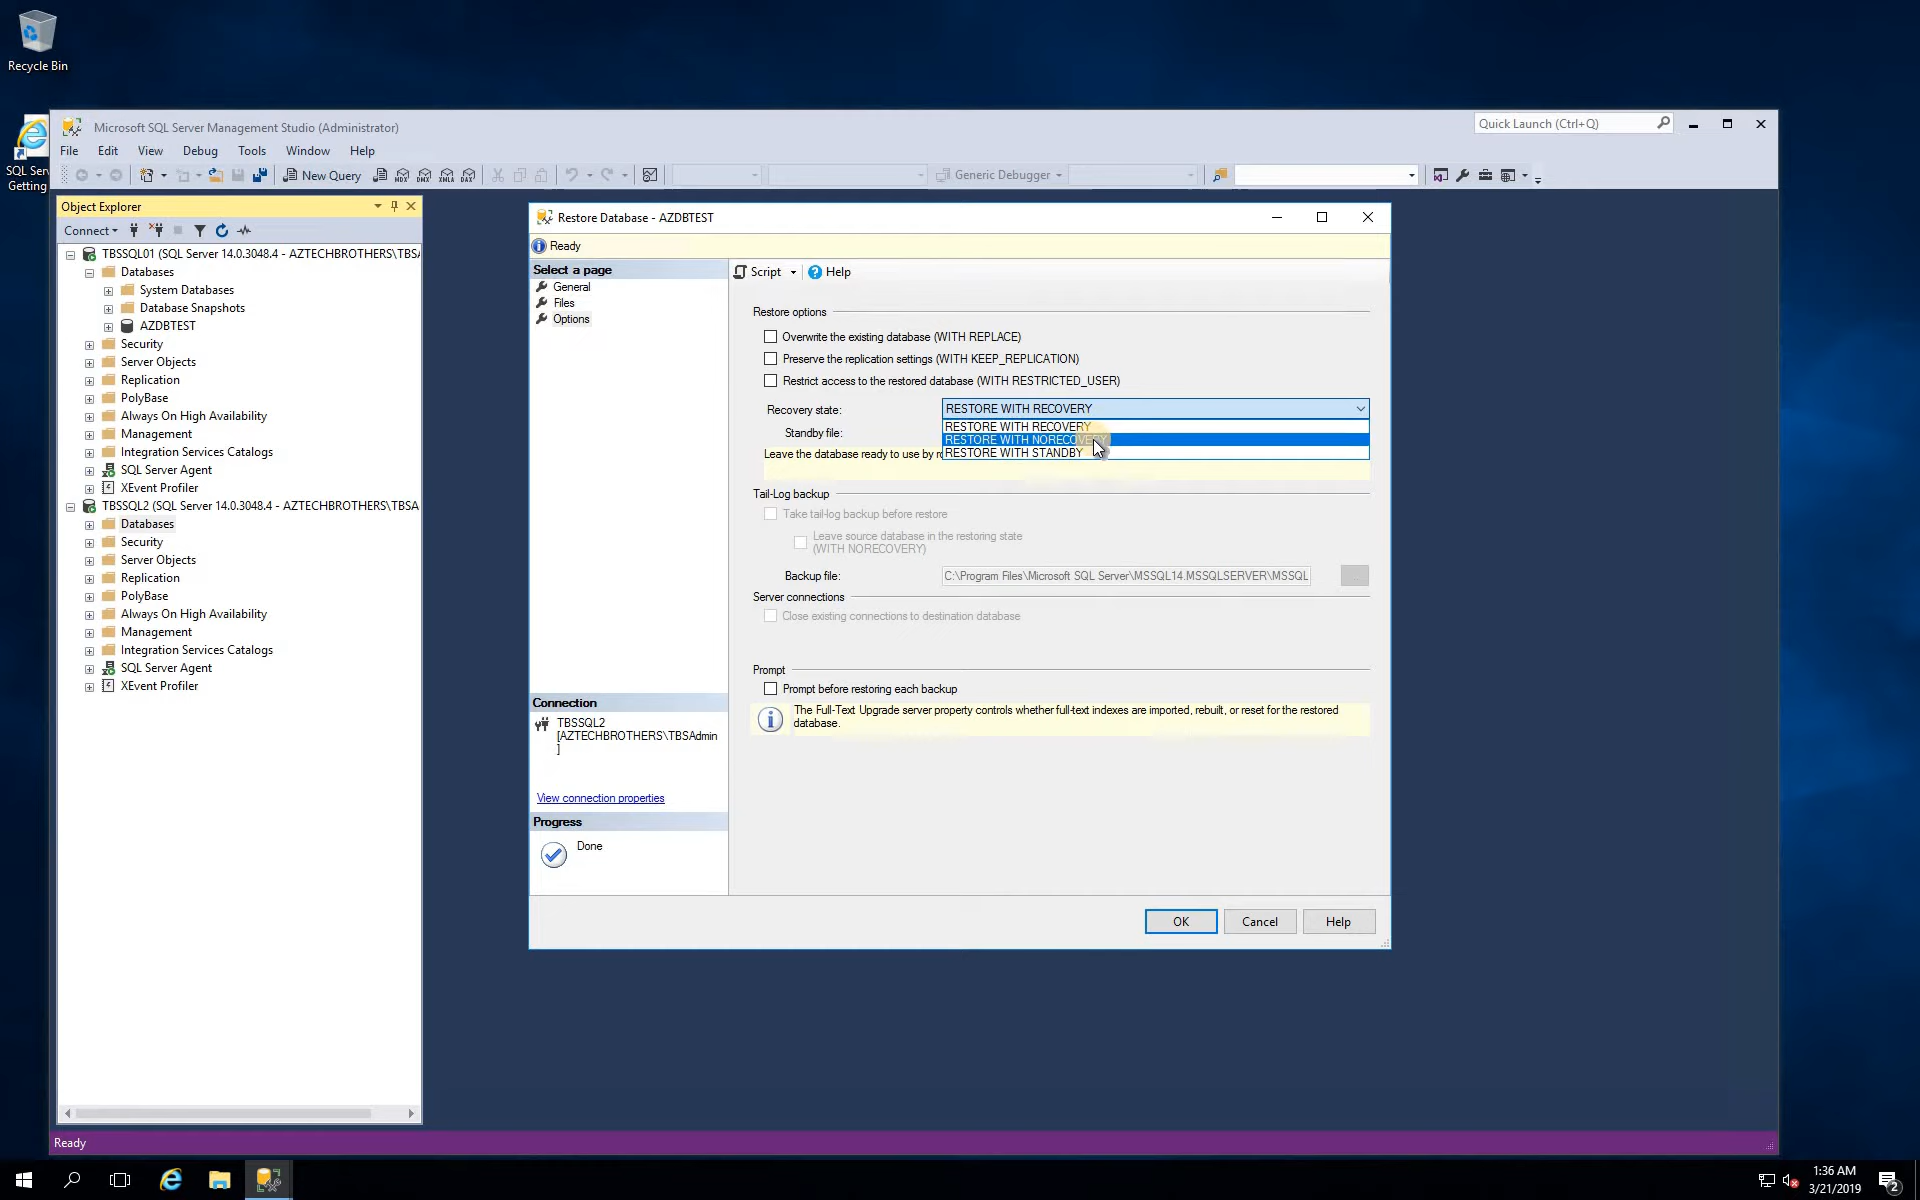 Recycle Bin
SQL Ser
Getting
Microsoft SQL Server Management Studio (Administrator)
Quick Launch (Ctrl+Q)
File Edit View Debug Tools Window Help
New Query
MDX DMX XMLA DAX
Generic Debugger
Object Explorer
Connect
TBSSQL01 (SQL Server 14.0.3048.4 - AZTECHBROTHERS\TBSA
Databases
System Databases
Database Snapshots
AZDBTEST
Security
Server Objects
Replication
PolyBase
Always On High Availability
Management
Integration Services Catalogs
SQL Server Agent
XEvent Profiler
TBSSQL2 (SQL Server 14.0.3048.4 - AZTECHBROTHERS\TBSA
Databases
Security
Server Objects
Replication
PolyBase
Always On High Availability
Management
Integration Services Catalogs
SQL Server Agent
XEvent Profiler
Restore Database - AZDBTEST
Ready
Select a page
General
Files
Options
Script Help
Restore options
Overwrite the existing database (WITH REPLACE)
Preserve the replication settings (WITH KEEP_REPLICATION)
Restrict access to the restored database (WITH RESTRICTED_USER)
Recovery state: RESTORE WITH RECOVERY
RESTORE WITH RECOVERY
Standby file: RESTORE WITH NORECOVERY
Leave the database ready to use by ro RESTORE WITH STANDBY
Tail-Log backup
Take tail-log backup before restore
Leave source database in the restoring state
(WITH NORECOVERY)
Backup file: C:\Program Files\Microsoft SQL Server\MSSQL14.MSSQLSERVER\MSSQL
Server connections
Close existing connections to destination database
Prompt
Prompt before restoring each backup
The Full-Text Upgrade server property controls whether full-text indexes are imported, rebuilt, or reset for the restored
database.
Connection
TBSSQL2
[AZTECHBROTHERS\TBSAdmin
]
View connection properties
Progress
Done
OK Cancel Help
Ready
1:36 AM
3/21/2019
2